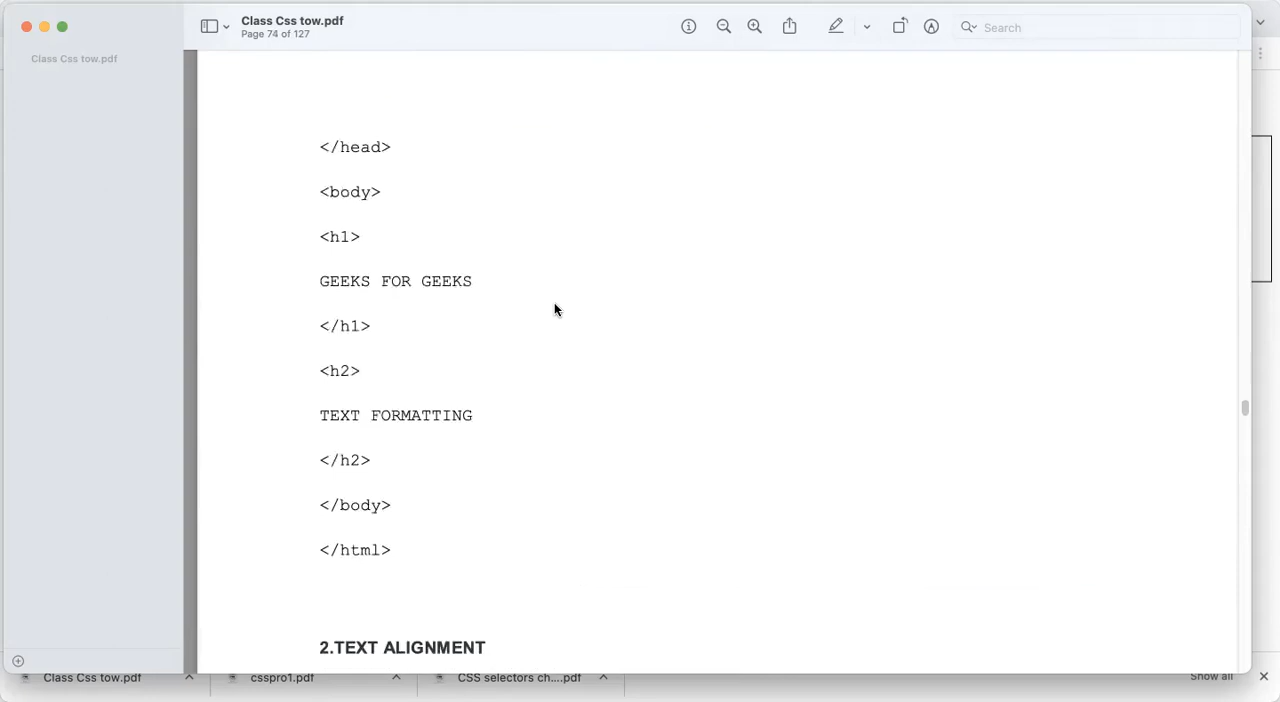 Class Css tow.pdf
Page 74 of 127
Search
Class Css tow.pdf
</head>
<body>
<h1>
GEEKS FOR GEEKS
</h1>
<h2>
TEXT FORMATTING
</h2>
</body>
</html>
2.TEXT ALIGNMENT
Class Css tow.pdf
csspro1.pdf
CSS selectors ch....pdf
Show all